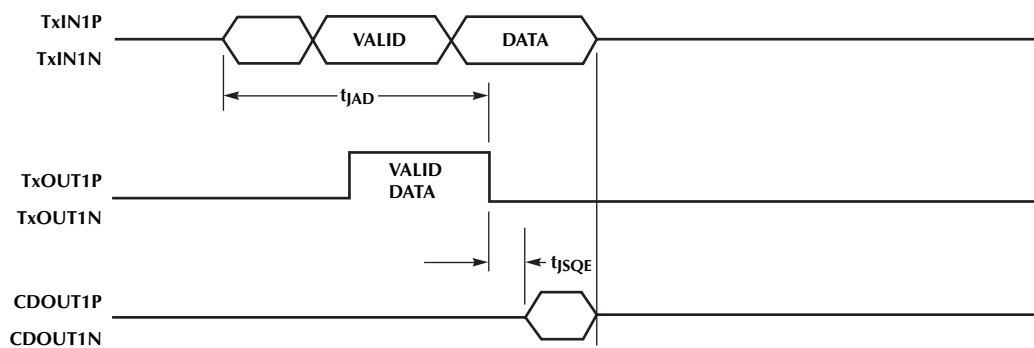 TxIN1P
TxIN1N
VALID
DATA
tJAD
TxOUT1P
TxOUT1N
VALID
DATA
tJSQE
CDOUT1P
CDOUT1N